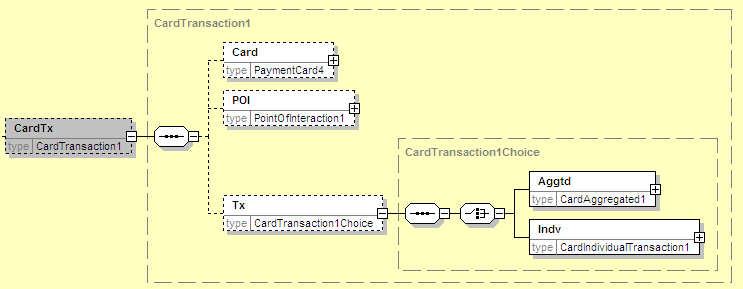 CardTransaction1
Card
type PaymentCard4
POI
type PointOfInteraction1
CardTx
type CardTransaction1
CardTransaction1Choice
Tx
type CardTransaction1Choice
Aggtd
type CardAggregated1
Indv
type CardIndividualTransaction1